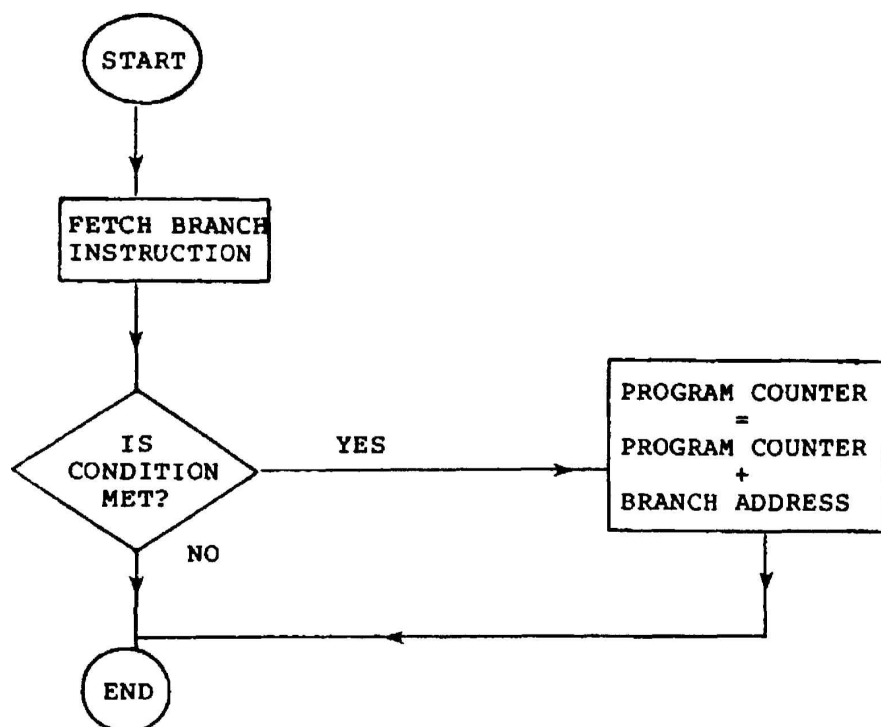 START
FETCH BRANCH
INSTRUCTION
IS
CONDITION
MET?
YES
NO
PROGRAM COUNTER
=
PROGRAM COUNTER
+
BRANCH ADDRESS
END